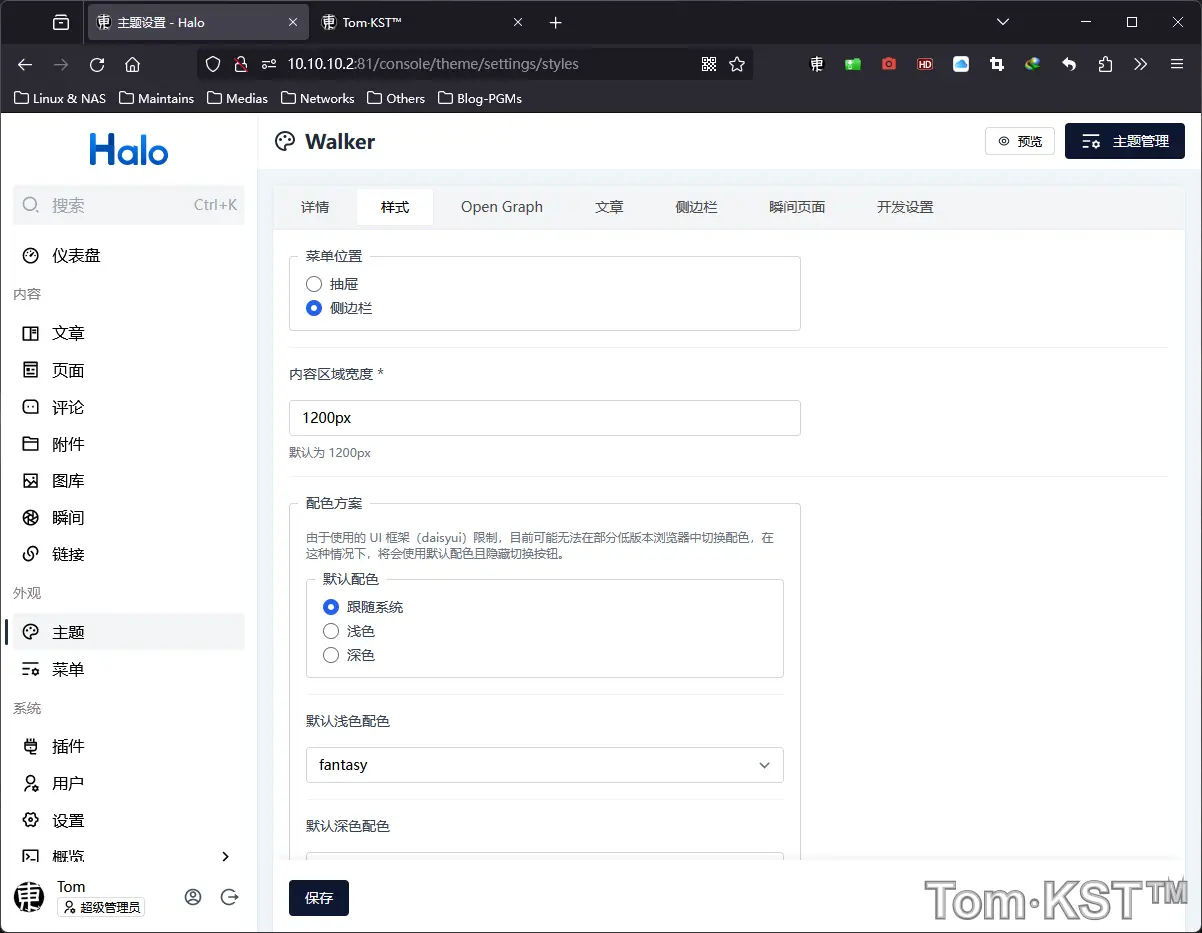 東 主题设置 - Halo
東 Tom·KST™
10.10.10.2:81/console/theme/settings/styles
東
HD
Linux & NAS
Maintains
Medias
Networks
Others
Blog-PGMs
Halo
搜索 Ctrl+K
仪表盘
内容
文章
页面
评论
附件
图库
瞬间
链接
外观
主题
菜单
系统
插件
用户
设置
概览
東
Tom
超级管理员
Walker
预览
主题管理
详情
样式
Open Graph
文章
侧边栏
瞬间页面
开发设置
菜单位置
抽屉
侧边栏
内容区域宽度 *
1200px
默认为 1200px
配色方案
由于使用的 UI 框架（daisyui）限制，目前可能无法在部分低版本浏览器中切换配色，在
这种情况下，将会使用默认配色且隐藏切换按钮。
默认配色
跟随系统
浅色
深色
默认浅色配色
fantasy
默认深色配色
保存
Tom·KST™